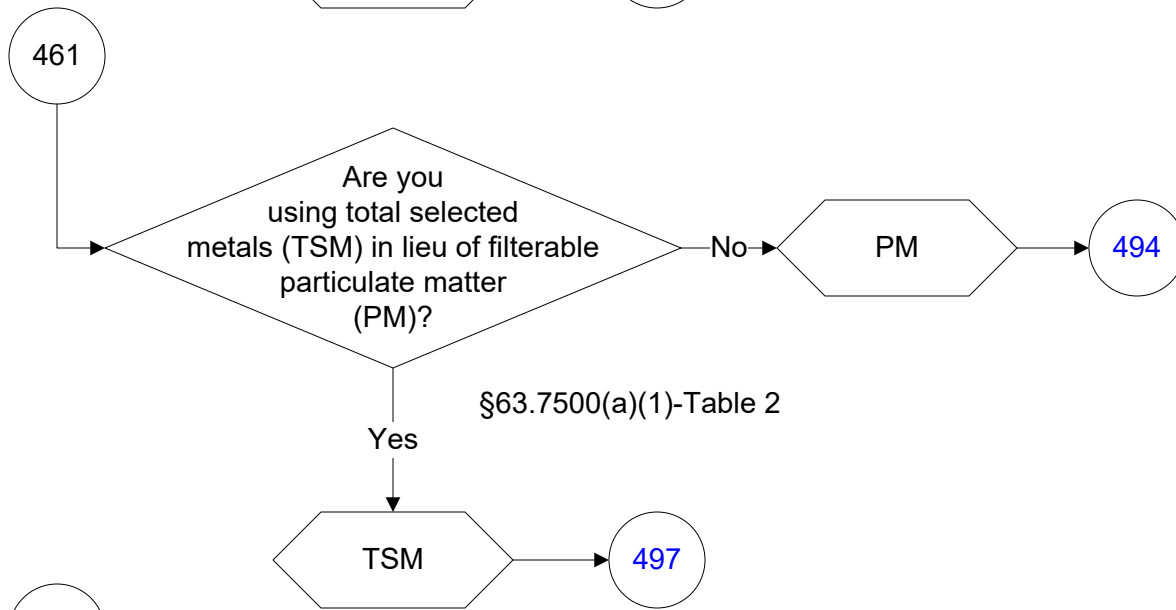 461
Are you
using total selected
metals (TSM) in lieu of filterable
particulate matter
(PM)?
No
PM
494
§63.7500(a)(1)-Table 2
Yes
TSM
497